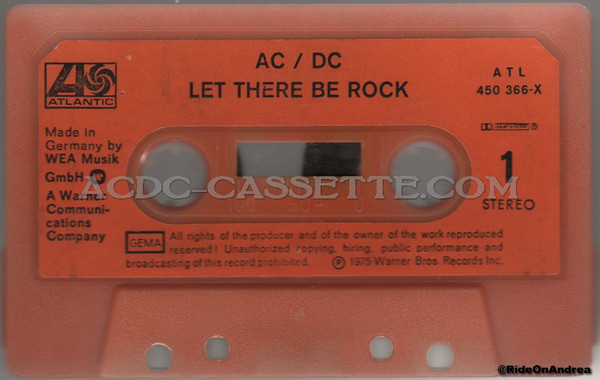 AC / DC
LET THERE BE ROCK
ATLANTIC
ATL
450 366-X
Made in
Germany by
WEA Musik
GmbH
A Warner
Communi-
cations
Company
1
STEREO
ACDC-CASSETTE.COM
GEMA
All rights of the producer and of the owner of the work reproduced
reserved! Unauthorized copying, hiring, public performance and
broadcasting of this record prohibited. ℗ 1975 Warner Bros. Records Inc.
@RideOnAndrea